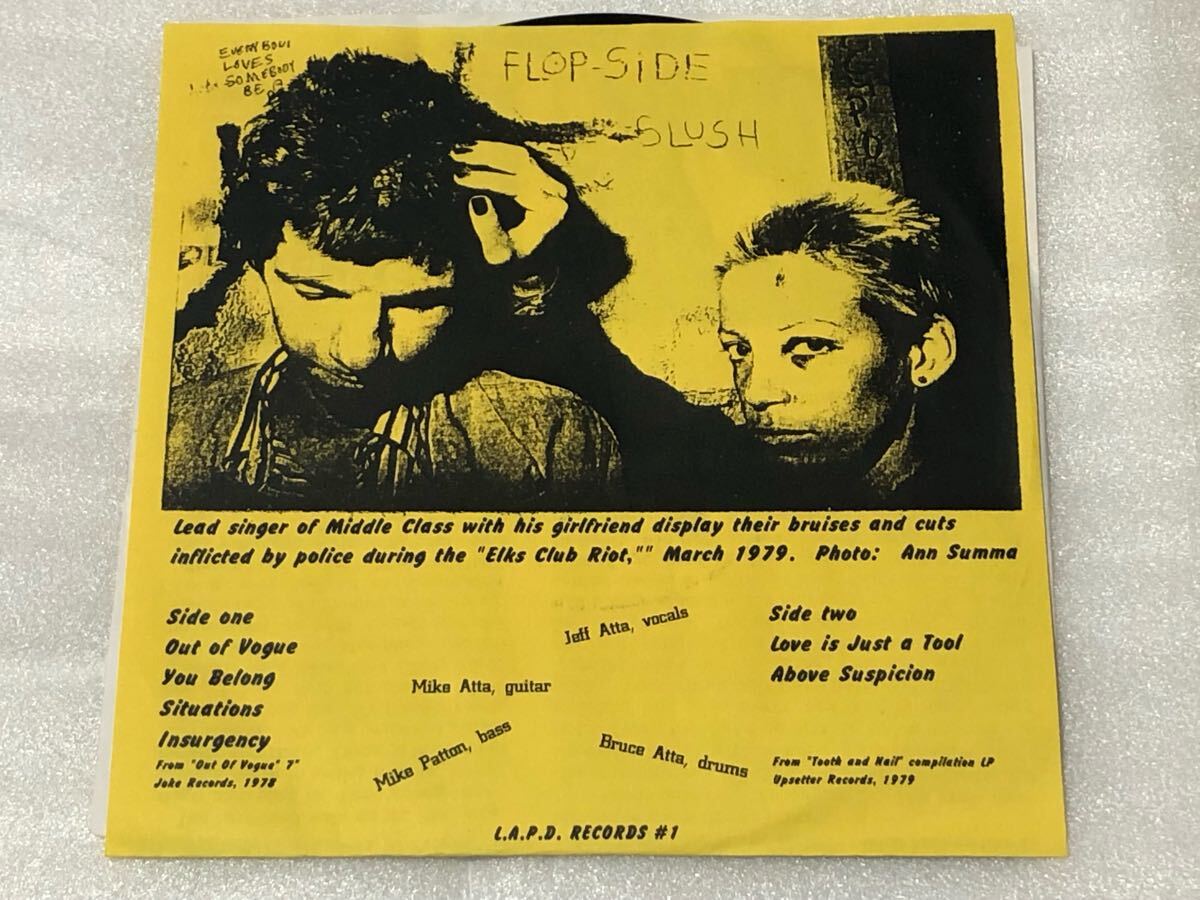 EVERYBODY
LOVES
SOMEBODY
BE
FLOP-SIDE
SLUSH
Lead singer of Middle Class with his girlfriend display their bruises and cuts
inflicted by police during the "Elks Club Riot,"" March 1979. Photo: Ann Summa
Side one
Out of Vogue
You Belong
Situations
Insurgency
From "Out Of Vogue" 7"
Joke Records, 1978
Jeff Atta, vocals
Mike Atta, guitar
Mike Patton, bass
Bruce Atta, drums
Side two
Love is Just a Tool
Above Suspicion
From "Tooth and Nail" compilation LP
Upsetter Records, 1979
L.A.P.D. RECORDS #1